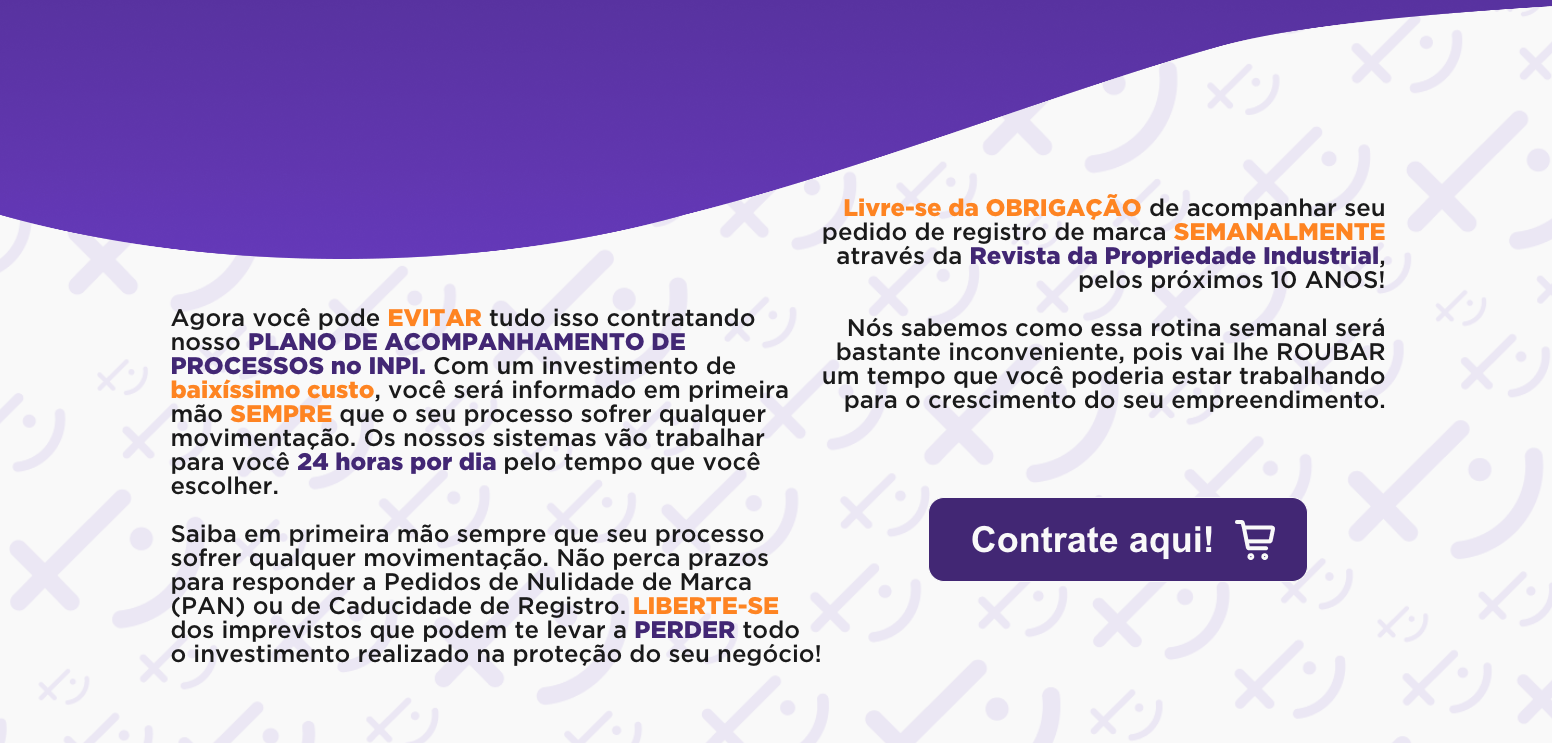 Livre-se da OBRIGAÇÃO de acompanhar seu
pedido de registro de marca SEMANALMENTE
através da Revista da Propriedade Industrial,
pelos próximos 10 ANOS!
Nós sabemos como essa rotina semanal será
bastante inconveniente, pois vai lhe ROUBAR
um tempo que você poderia estar trabalhando
para o crescimento do seu empreendimento.
Agora você pode EVITAR tudo isso contratando
nosso PLANO DE ACOMPANHAMENTO DE
PROCESSOS no INPI. Com um investimento de
baixíssimo custo, você será informado em primeira
mão SEMPRE que o seu processo sofrer qualquer
movimentação. Os nossos sistemas vão trabalhar
para você 24 horas por dia pelo tempo que você
escolher.
Saiba em primeira mão sempre que seu processo
sofrer qualquer movimentação. Não perca prazos
para responder a Pedidos de Nulidade de Marca
(PAN) ou de Caducidade de Registro. LIBERTE-SE
dos imprevistos que podem te levar a PERDER todo
o investimento realizado na proteção do seu negócio!
Contrate aqui!